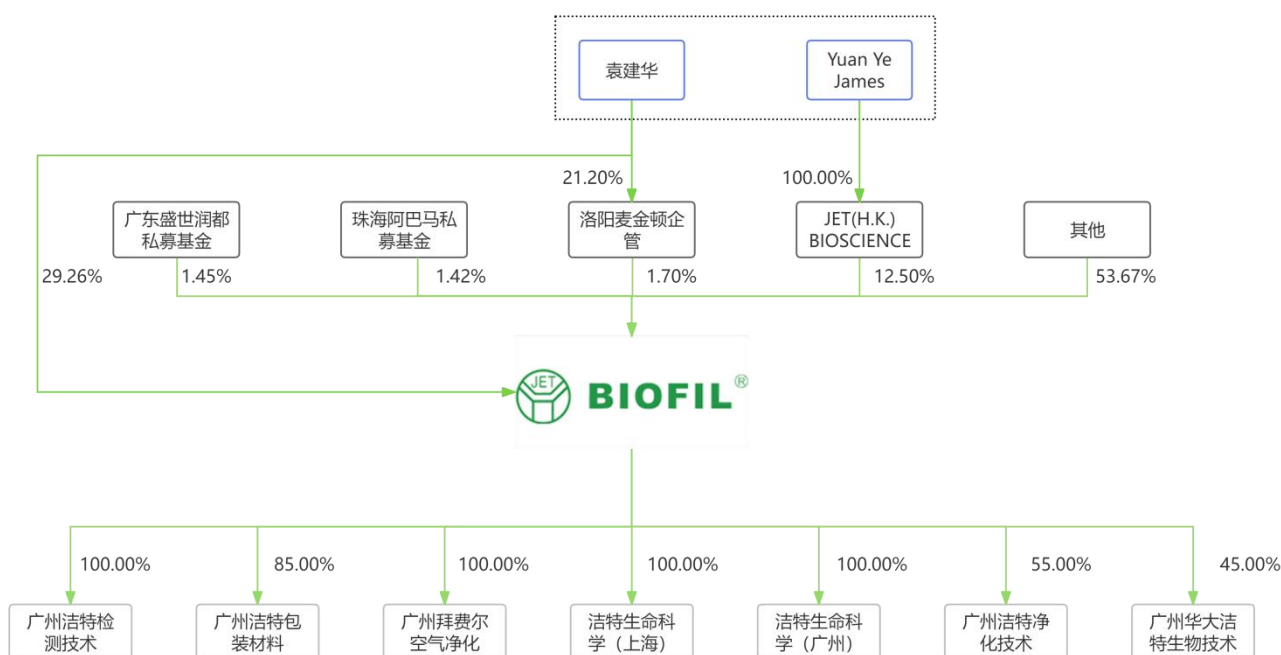 袁建华
Yuan Ye
James
21.20%
100.00%
广东盛世润都
私募基金
珠海阿巴马私
募基金
洛阳麦金顿企
管
JET(H.K.)
BIOSCIENCE
其他
29.26%
1.45%
1.42%
1.70%
12.50%
53.67%
JET
BIOFIL®
100.00%
85.00%
100.00%
100.00%
100.00%
55.00%
45.00%
广州洁特检
测技术
广州洁特包
装材料
广州拜费尔
空气净化
洁特生命科
学（上海）
洁特生命科
学（广州）
广州洁特净
化技术
广州华大洁
特生物技术